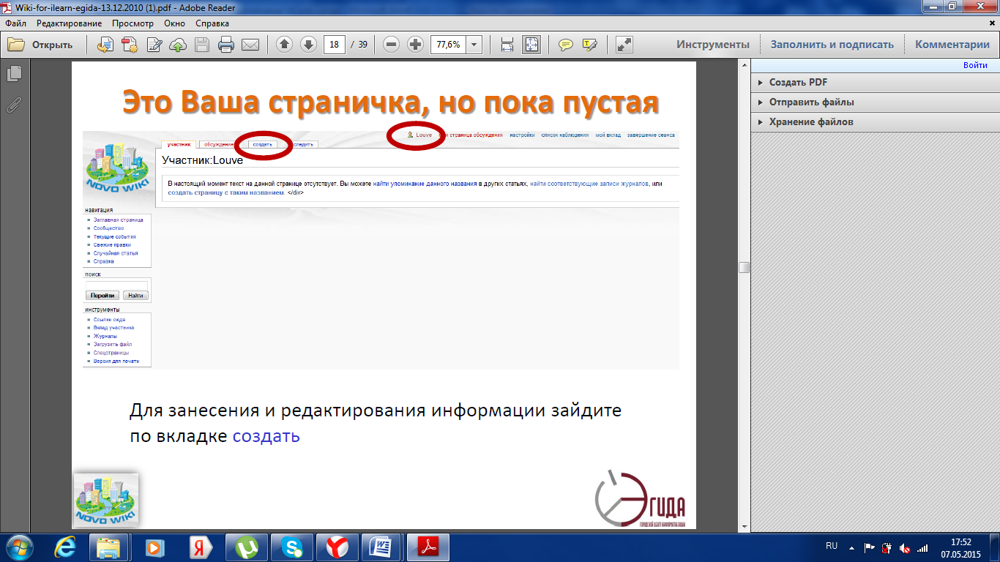 Wiki-for-ilearn-egida-13.12.2010 (1).pdf - Adobe Reader
Файл Редактирование Просмотр Окно Справка
Открыть 18 / 39 77,6% Инструменты Заполнить и подписать Комментарии
Войти
Создать PDF
Отправить файлы
Хранение файлов
Это Ваша страничка, но пока пустая
Louve страница обсуждения настройки список наблюдения мой вклад завершение сеанса
участник обсуждение создать следить
Участник:Louve
В настоящий момент текст на данной странице отсутствует. Вы можете найти упоминание данного названия в других статьях, найти соответствующие записи журналов, или
создать страницу с таким названием. </div>
NOVO WIKI
навигация
Заглавная страница
Сообщество
Текущие события
Свежие правки
Случайная статья
Справка
поиск
Перейти Найти
инструменты
Ссылки сюда
Вклад участника
Журналы
Загрузить файл
Спецстраницы
Версия для печати
Для занесения и редактирования информации зайдите
по вкладке создать
NOVO WIKI
ЭГИДА
ГОРОДСКОЙ ЦЕНТР ИНФОРМАТИЗАЦИИ
RU 17:52
07.05.2015